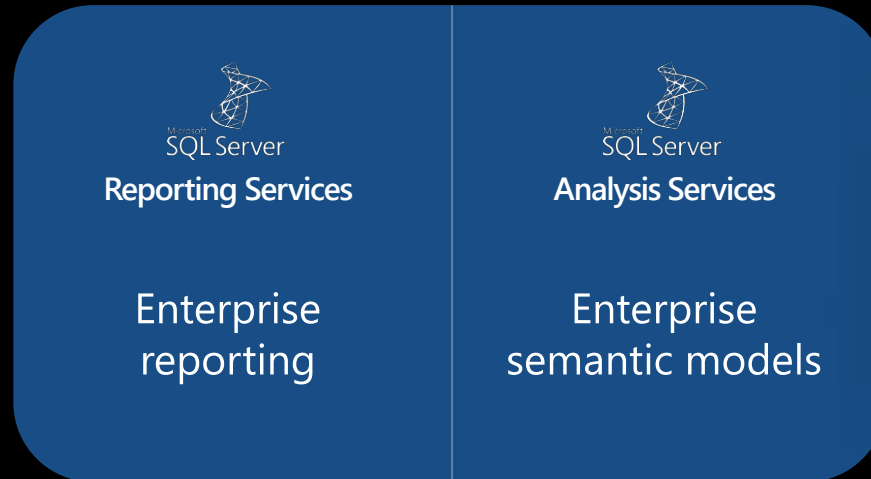 Microsoft
SQL Server
Reporting Services
Enterprise
reporting
Microsoft
SQL Server
Analysis Services
Enterprise
semantic models